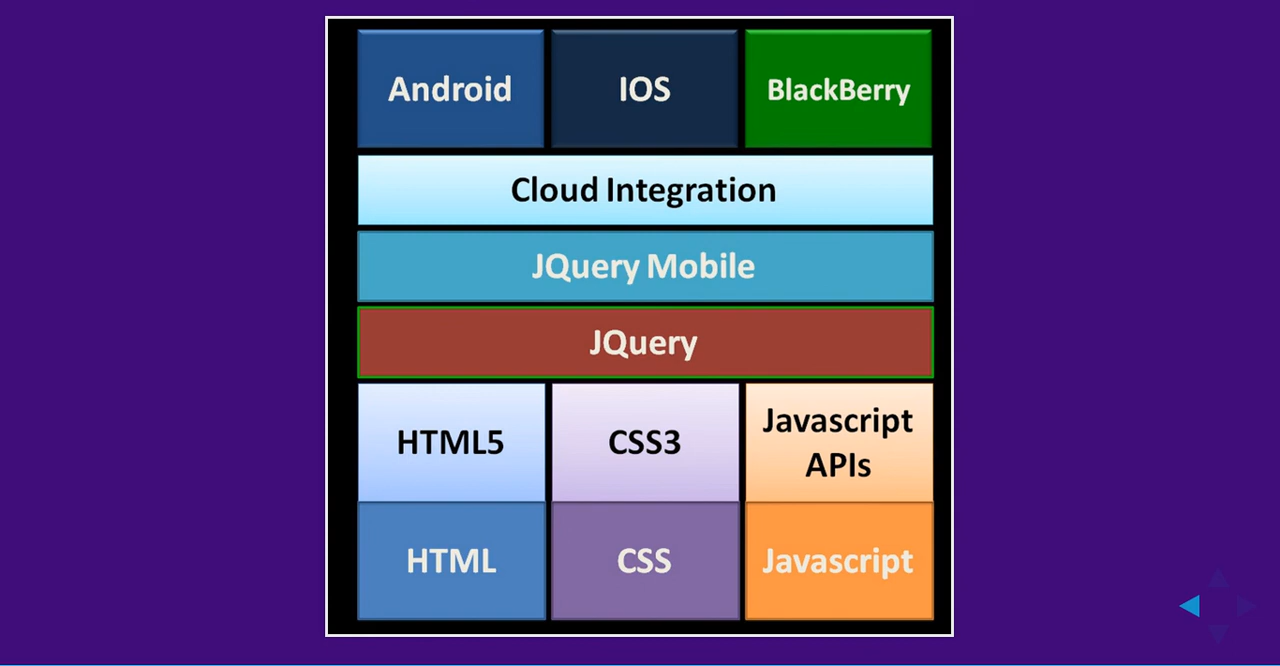 Android IOS BlackBerry
Cloud Integration
JQuery Mobile
JQuery
HTML5 CSS3 Javascript
APIs
HTML CSS Javascript